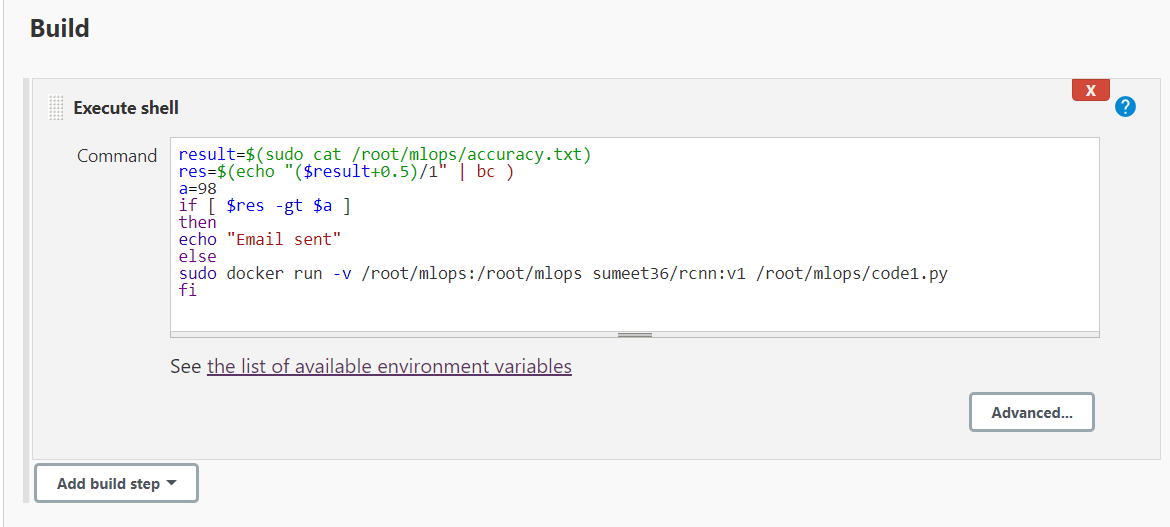 Build
Execute shell
X
?
Command
result=$(sudo cat /root/mlops/accuracy.txt)
res=$(echo "($result+0.5)/1" | bc )
a=98
if [ $res -gt $a ]
then
echo "Email sent"
else
sudo docker run -v /root/mlops:/root/mlops sumeet36/rcnn:v1 /root/mlops/code1.py
fi
See the list of available environment variables
Advanced...
Add build step